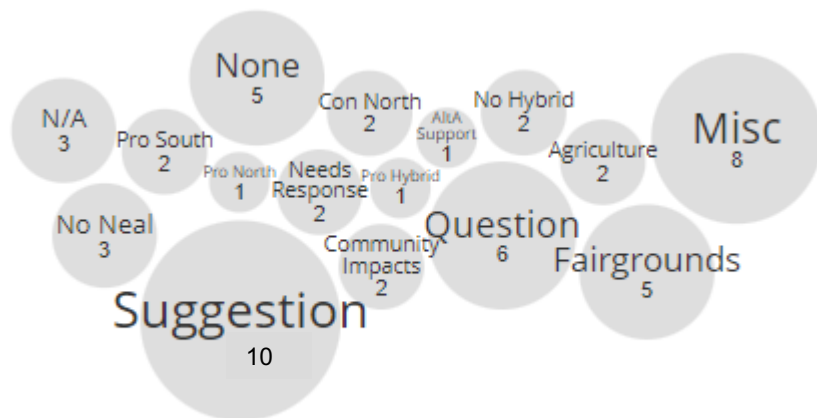 None
5
N/A
3
Pro South
2
Con North
2
AltA
Support
1
No Hybrid
2
Misc
8
Agriculture
2
Pro North
1
Needs
Response
2
Pro Hybrid
1
No Neal
3
Community
Impacts
2
Question
6
Fairgrounds
5
Suggestion
10